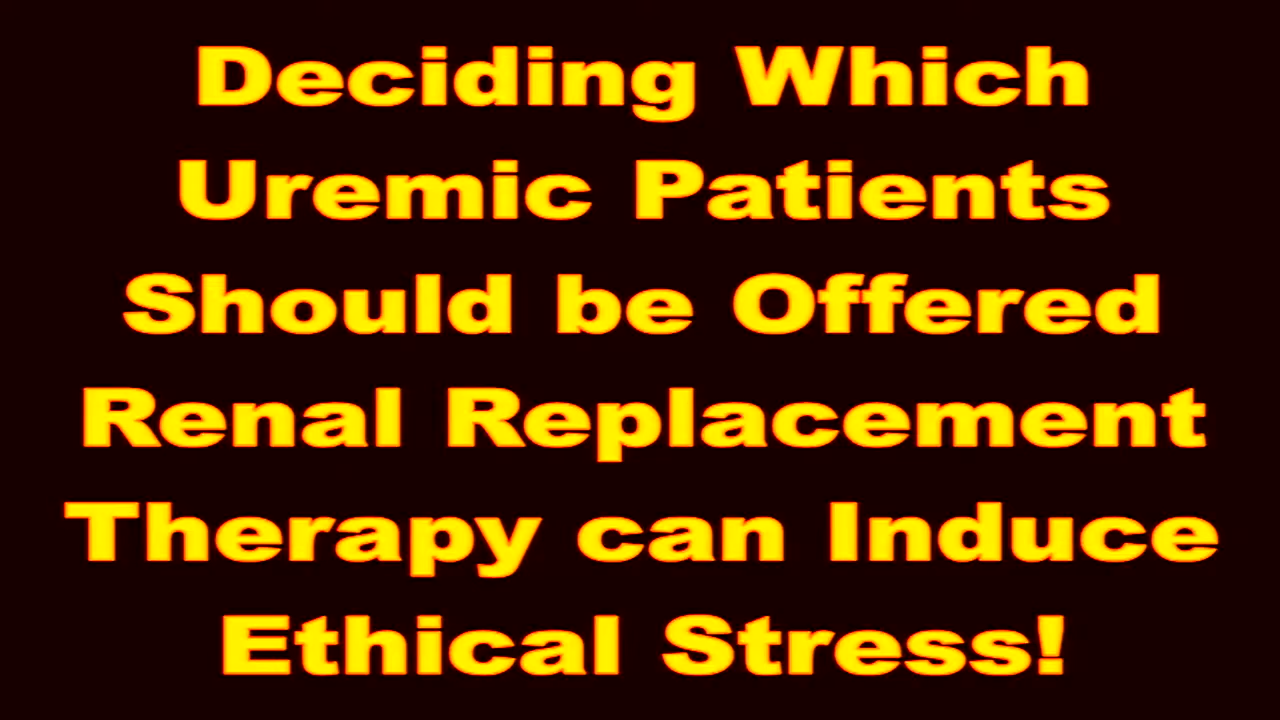 Deciding Which
Uremic Patients
Should be Offered
Renal Replacement
Therapy can Induce
Ethical Stress!